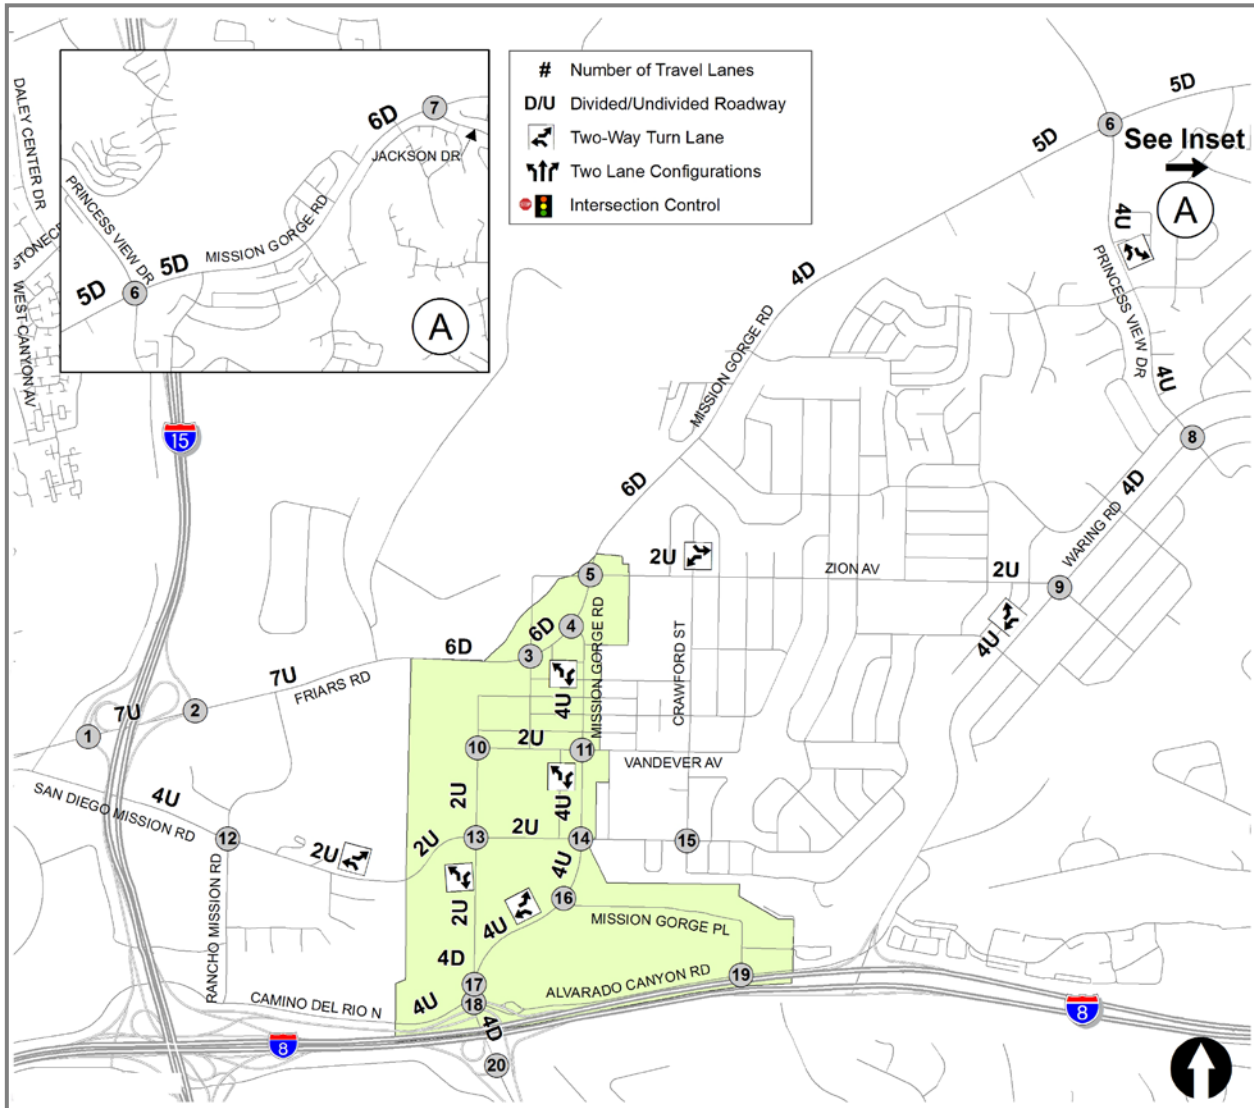 DALEY CENTER DR
STONEC
WEST CANYON AV
PRINCESS VIEW DR
5D
6
5D
MISSION GORGE RD
6D
7
JACKSON DR
A
# Number of Travel Lanes
D/U Divided/Undivided Roadway
Two-Way Turn Lane
Two Lane Configurations
Intersection Control
5D
6
5D
See Inset
A
4U
PRINCESS VIEW DR
4U
8
4D
WARING RD
4D
MISSION GORGE RD
6D
15
2U
ZION AV
2U
9
4U
5
4
6D
3
6D
MISSION GORGE RD
4U
CRAWFORD ST
7U
FRIARS RD
2
7U
1
10
2U
11
VANDEVER AV
SAN DIEGO MISSION RD
4U
12
2U
2U
2U
13
2U
4U
14
15
RANCHO MISSION RD
2U
4U
16
4U
MISSION GORGE PL
4D
17
18
19
ALVARADO CANYON RD
CAMINO DEL RIO N
4U
4D
8
8
20